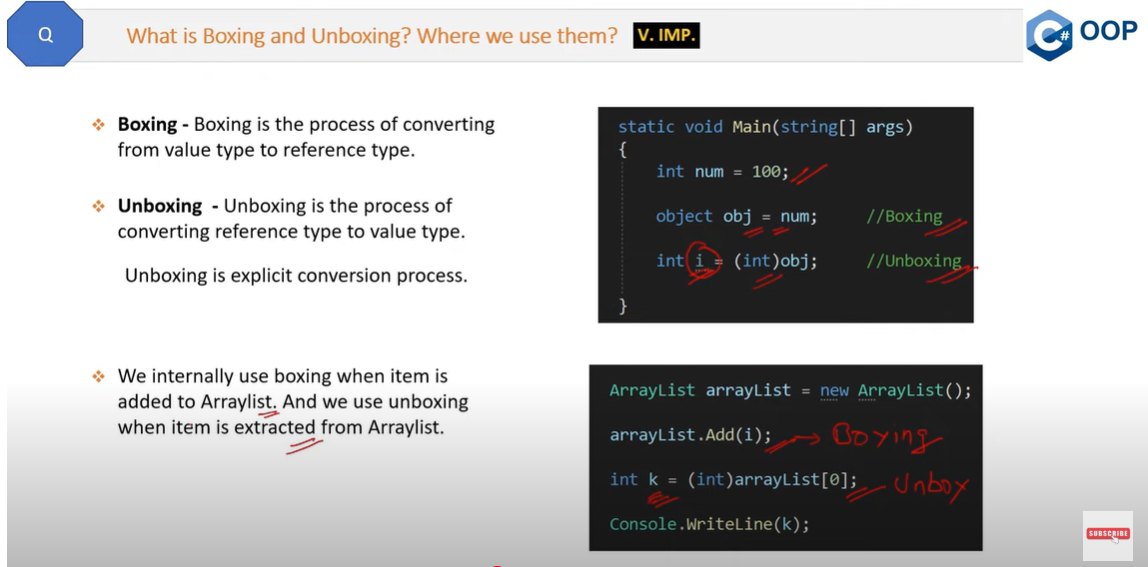 Q
What is Boxing and Unboxing? Where we use them?
V. IMP.
C#
OOP
❖ Boxing - Boxing is the process of converting
from value type to reference type.
❖ Unboxing - Unboxing is the process of
converting reference type to value type.
Unboxing is explicit conversion process.
❖ We internally use boxing when item is
added to Arraylist. And we use unboxing
when item is extracted from Arraylist.
static void Main(string[] args)
{
int num = 100;
object obj = num; //Boxing
int i = (int)obj; //Unboxing
}
ArrayList arrayList = new ArrayList();
arrayList.Add(i); → Boxing
int k = (int)arrayList[0]; Unbox
Console.WriteLine(k);
SUBSCRIBE